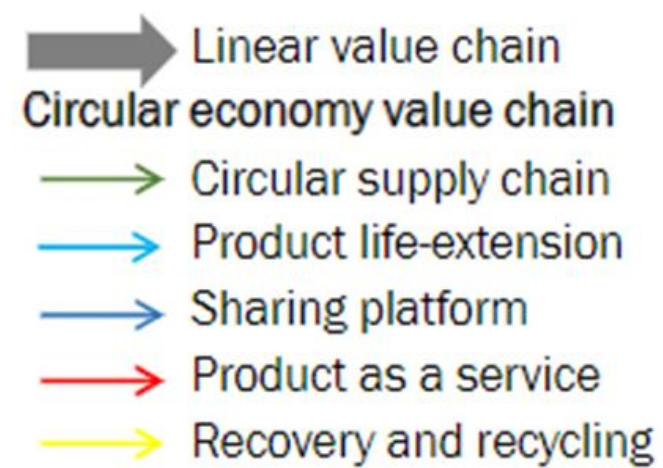 Linear value chain
Circular economy value chain
Circular supply chain
Product life-extension
Sharing platform
Product as a service
Recovery and recycling